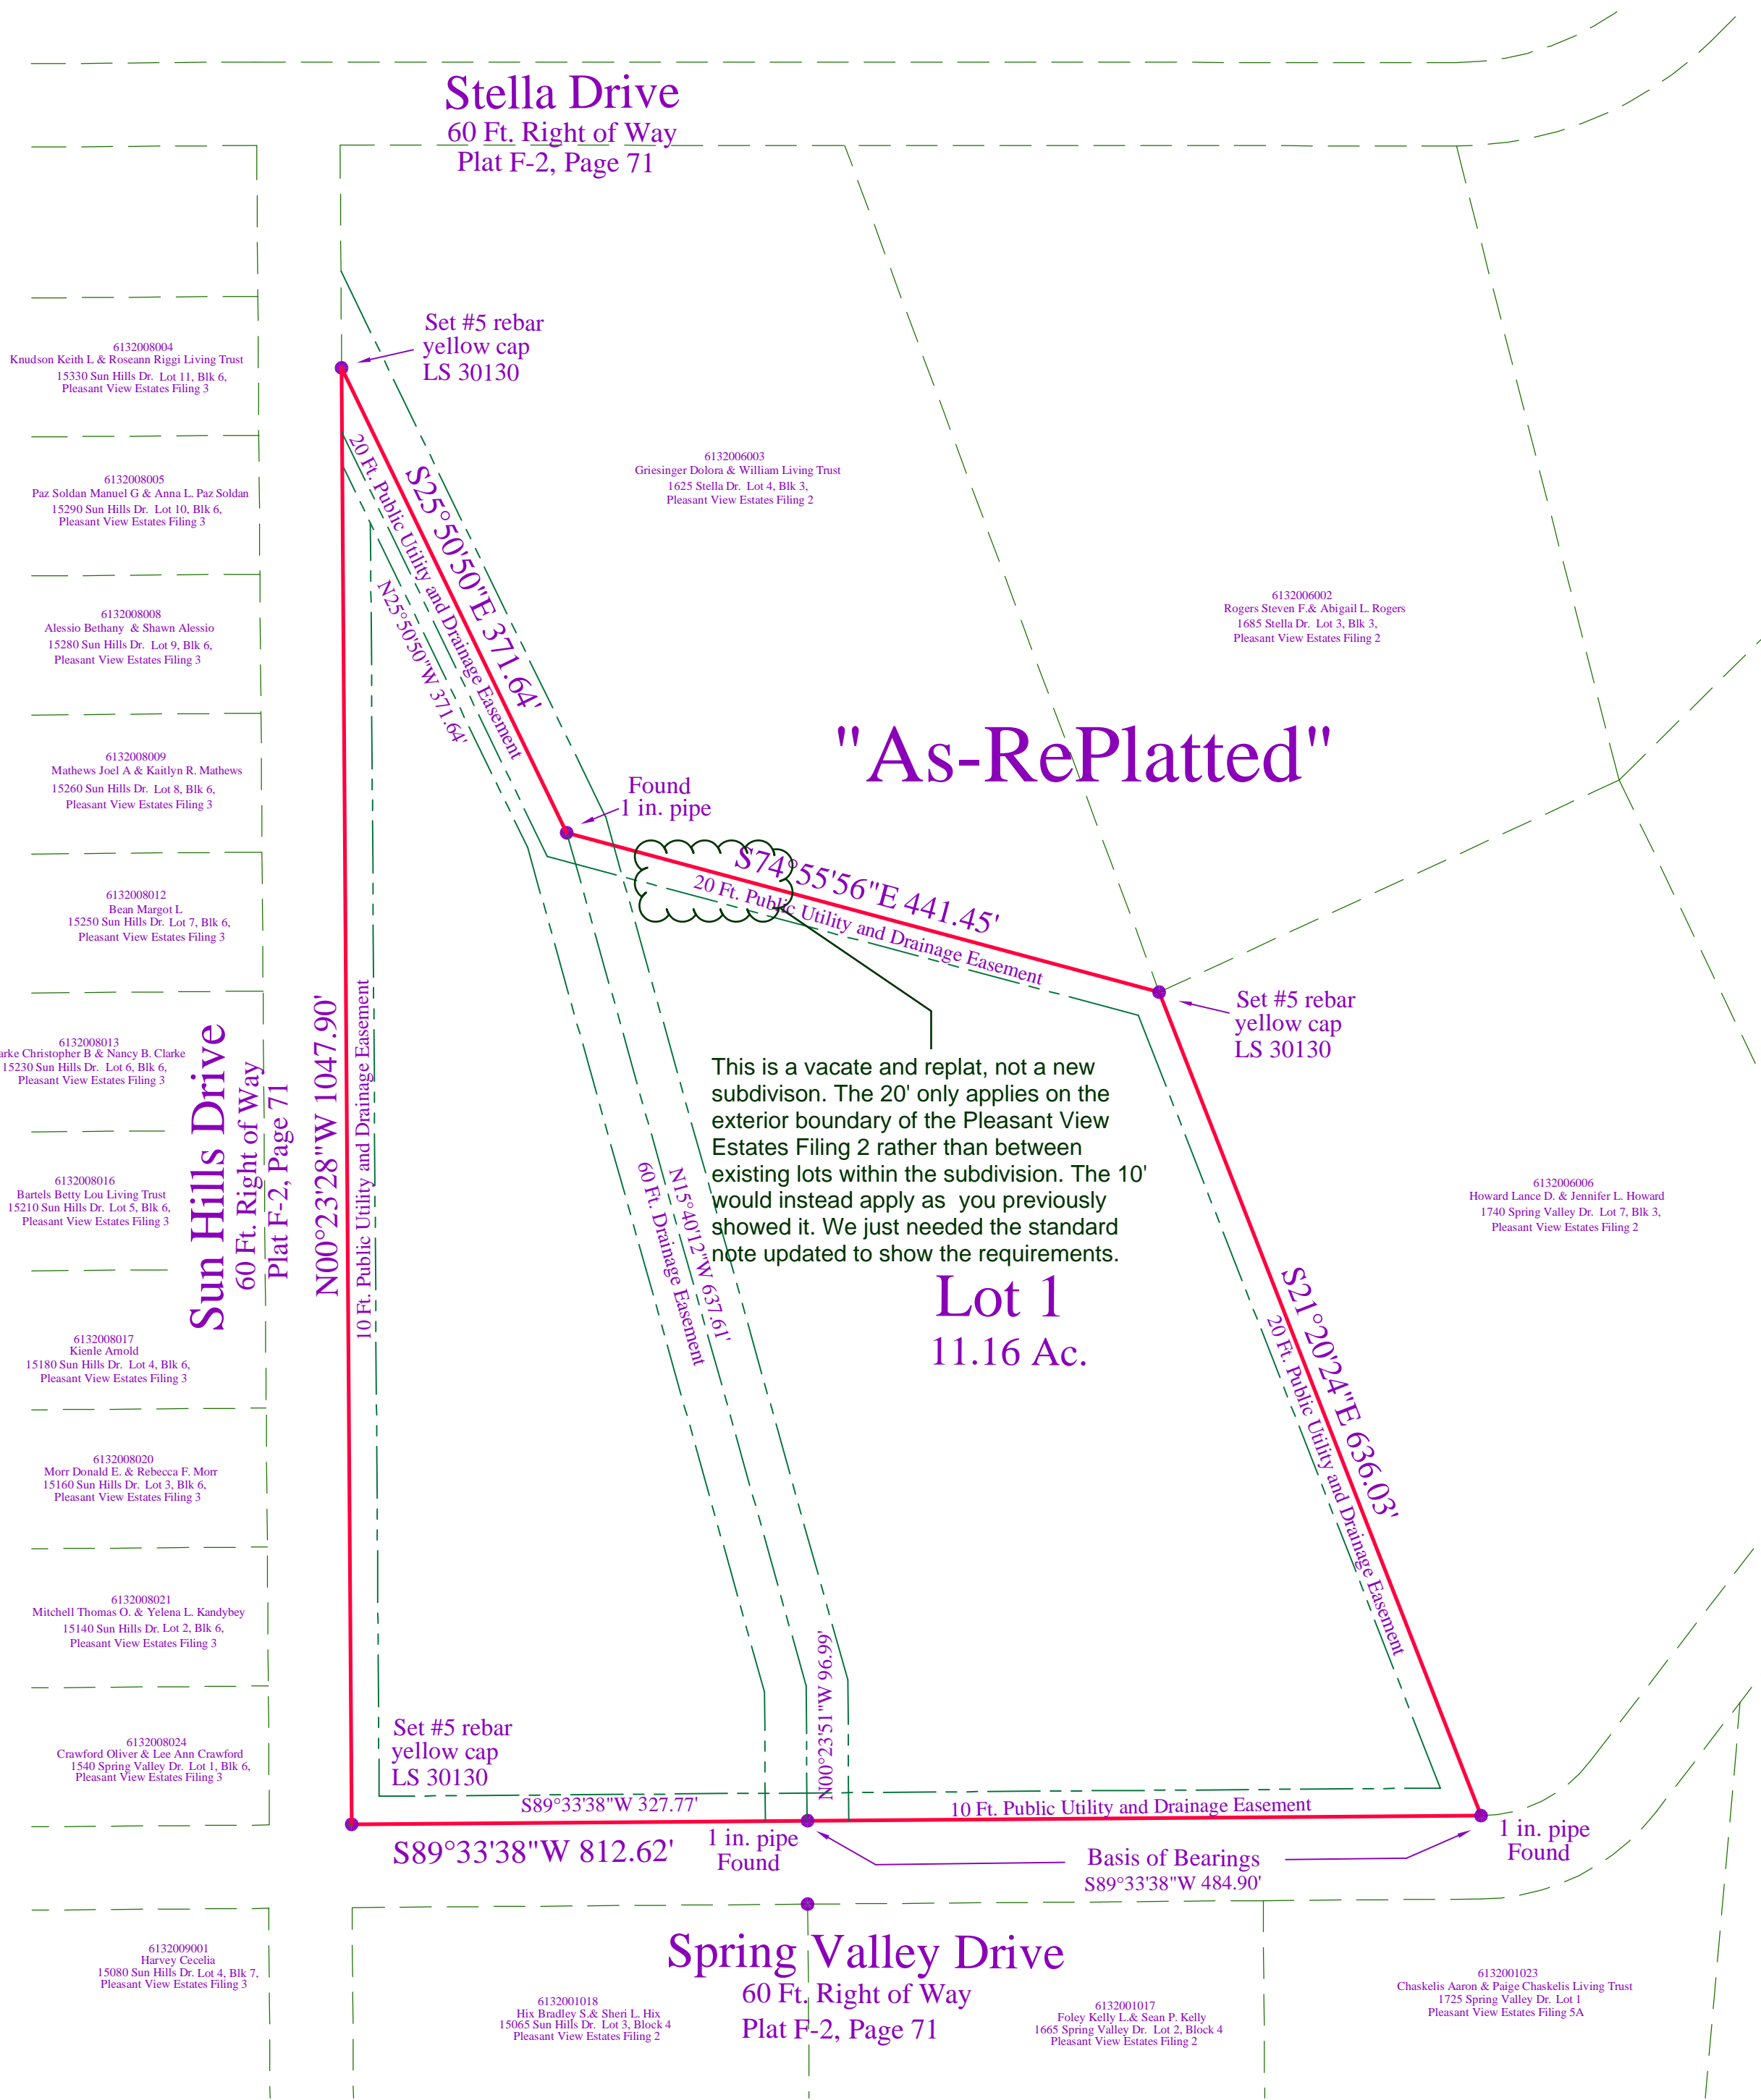 Stella Drive
60 Ft. Right of Way
Plat F-2, Page 71
Set #5 rebar
yellow cap
LS 30130
6132008004
Knudson Keith L & Roseann Riggi Living Trust
15330 Sun Hills Dr. Lot 11, Blk 6,
Pleasant View Estates Filing 3
6132008005
Paz Soldan Manuel G & Anna L. Paz Soldan
15290 Sun Hills Dr. Lot 10, Blk 6,
Pleasant View Estates Filing 3
6132008008
Alessio Bethany & Shawn Alessio
15280 Sun Hills Dr. Lot 9, Blk 6,
Pleasant View Estates Filing 3
6132008009
Mathews Joel A & Kaitlyn R. Mathews
15260 Sun Hills Dr. Lot 8, Blk 6,
Pleasant View Estates Filing 3
6132008012
Bean Margot L
15250 Sun Hills Dr. Lot 7, Blk 6,
Pleasant View Estates Filing 3
6132008013
arke Christopher B & Nancy B. Clarke
15230 Sun Hills Dr. Lot 6, Blk 6,
Pleasant View Estates Filing 3
6132008016
Bartels Betty Lou Living Trust
15210 Sun Hills Dr. Lot 5, Blk 6,
Pleasant View Estates Filing 3
6132008017
Kienle Arnold
15180 Sun Hills Dr. Lot 4, Blk 6,
Pleasant View Estates Filing 3
6132008020
Morr Donald E. & Rebecca F. Morr
15160 Sun Hills Dr. Lot 3, Blk 6,
Pleasant View Estates Filing 3
6132008021
Mitchell Thomas O. & Yelena L. Kandybey
15140 Sun Hills Dr. Lot 2, Blk 6,
Pleasant View Estates Filing 3
6132008024
Crawford Oliver & Lee Ann Crawford
1540 Spring Valley Dr. Lot 1, Blk 6,
Pleasant View Estates Filing 3
6132009001
Harvey Cecelia
15080 Sun Hills Dr. Lot 4, Blk 7,
Pleasant View Estates Filing 3
Sun Hills Drive
60 Ft. Right of Way
Plat F-2, Page 71
N00°23'28"W 1047.90'
10 Ft. Public Utility and Drainage Easement
20 Ft. Public Utility and Drainage Easement
S25°50'50"E 371.64'
N25°50'50"W 371.64'
6132006003
Griesinger Dolora & William Living Trust
1625 Stella Dr. Lot 4, Blk 3,
Pleasant View Estates Filing 2
6132006002
Rogers Steven F.& Abigail L. Rogers
1685 Stella Dr. Lot 3, Blk 3,
Pleasant View Estates Filing 2
"As-RePlatted"
Found
1 in. pipe
S74°55'56"E 441.45'
20 Ft. Public Utility and Drainage Easement
Set #5 rebar
yellow cap
LS 30130
This is a vacate and replat, not a new
subdivison. The 20' only applies on the
exterior boundary of the Pleasant View
Estates Filing 2 rather than between
existing lots within the subdivision. The 10'
would instead apply as you previously
showed it. We just needed the standard
note updated to show the requirements.
60 Ft. Drainage Easement
N15°40'12"W 637.61'
Lot 1
11.16 Ac.
6132006006
Howard Lance D. & Jennifer L. Howard
1740 Spring Valley Dr. Lot 7, Blk 3,
Pleasant View Estates Filing 2
S21°20'24"E 636.03'
20 Ft. Public Utility and Drainage Easement
N00°23'51"W 96.99'
Set #5 rebar
yellow cap
LS 30130
S89°33'38"W 327.77'
10 Ft. Public Utility and Drainage Easement
S89°33'38"W 812.62'
1 in. pipe
Found
Basis of Bearings
S89°33'38"W 484.90'
1 in. pipe
Found
Spring Valley Drive
60 Ft. Right of Way
Plat F-2, Page 71
6132001018
Hix Bradley S.& Sheri L. Hix
15065 Sun Hills Dr. Lot 3, Block 4
Pleasant View Estates Filing 2
6132001017
Foley Kelly L.& Sean P. Kelly
1665 Spring Valley Dr. Lot 2, Block 4
Pleasant View Estates Filing 2
6132001023
Chaskelis Aaron & Paige Chaskelis Living Trust
1725 Spring Valley Dr. Lot 1
Pleasant View Estates Filing 5A